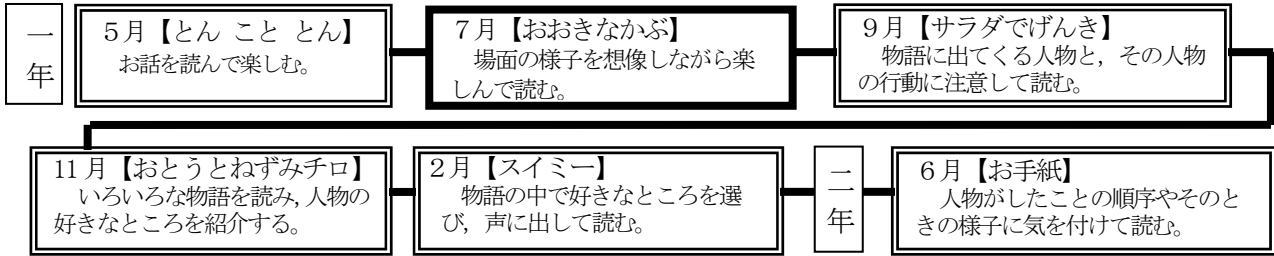 一年
5月【とん こと とん】
お話を読んで楽しむ。
7月【おおきなかぶ】
場面の様子を想像しながら楽
しんで読む。
9月【サラダでげんき】
物語に出てくる人物と，その人物
の行動に注意して読む。
11月【おとうとねずみチロ】
いろいろな物語を読み，人物の
好きなところを紹介する。
2月【スイミー】
物語の中で好きなところを選
び，声に出して読む。
二年
6月【お手紙】
人物がしたことの順序やそのと
きの様子に気を付けて読む。